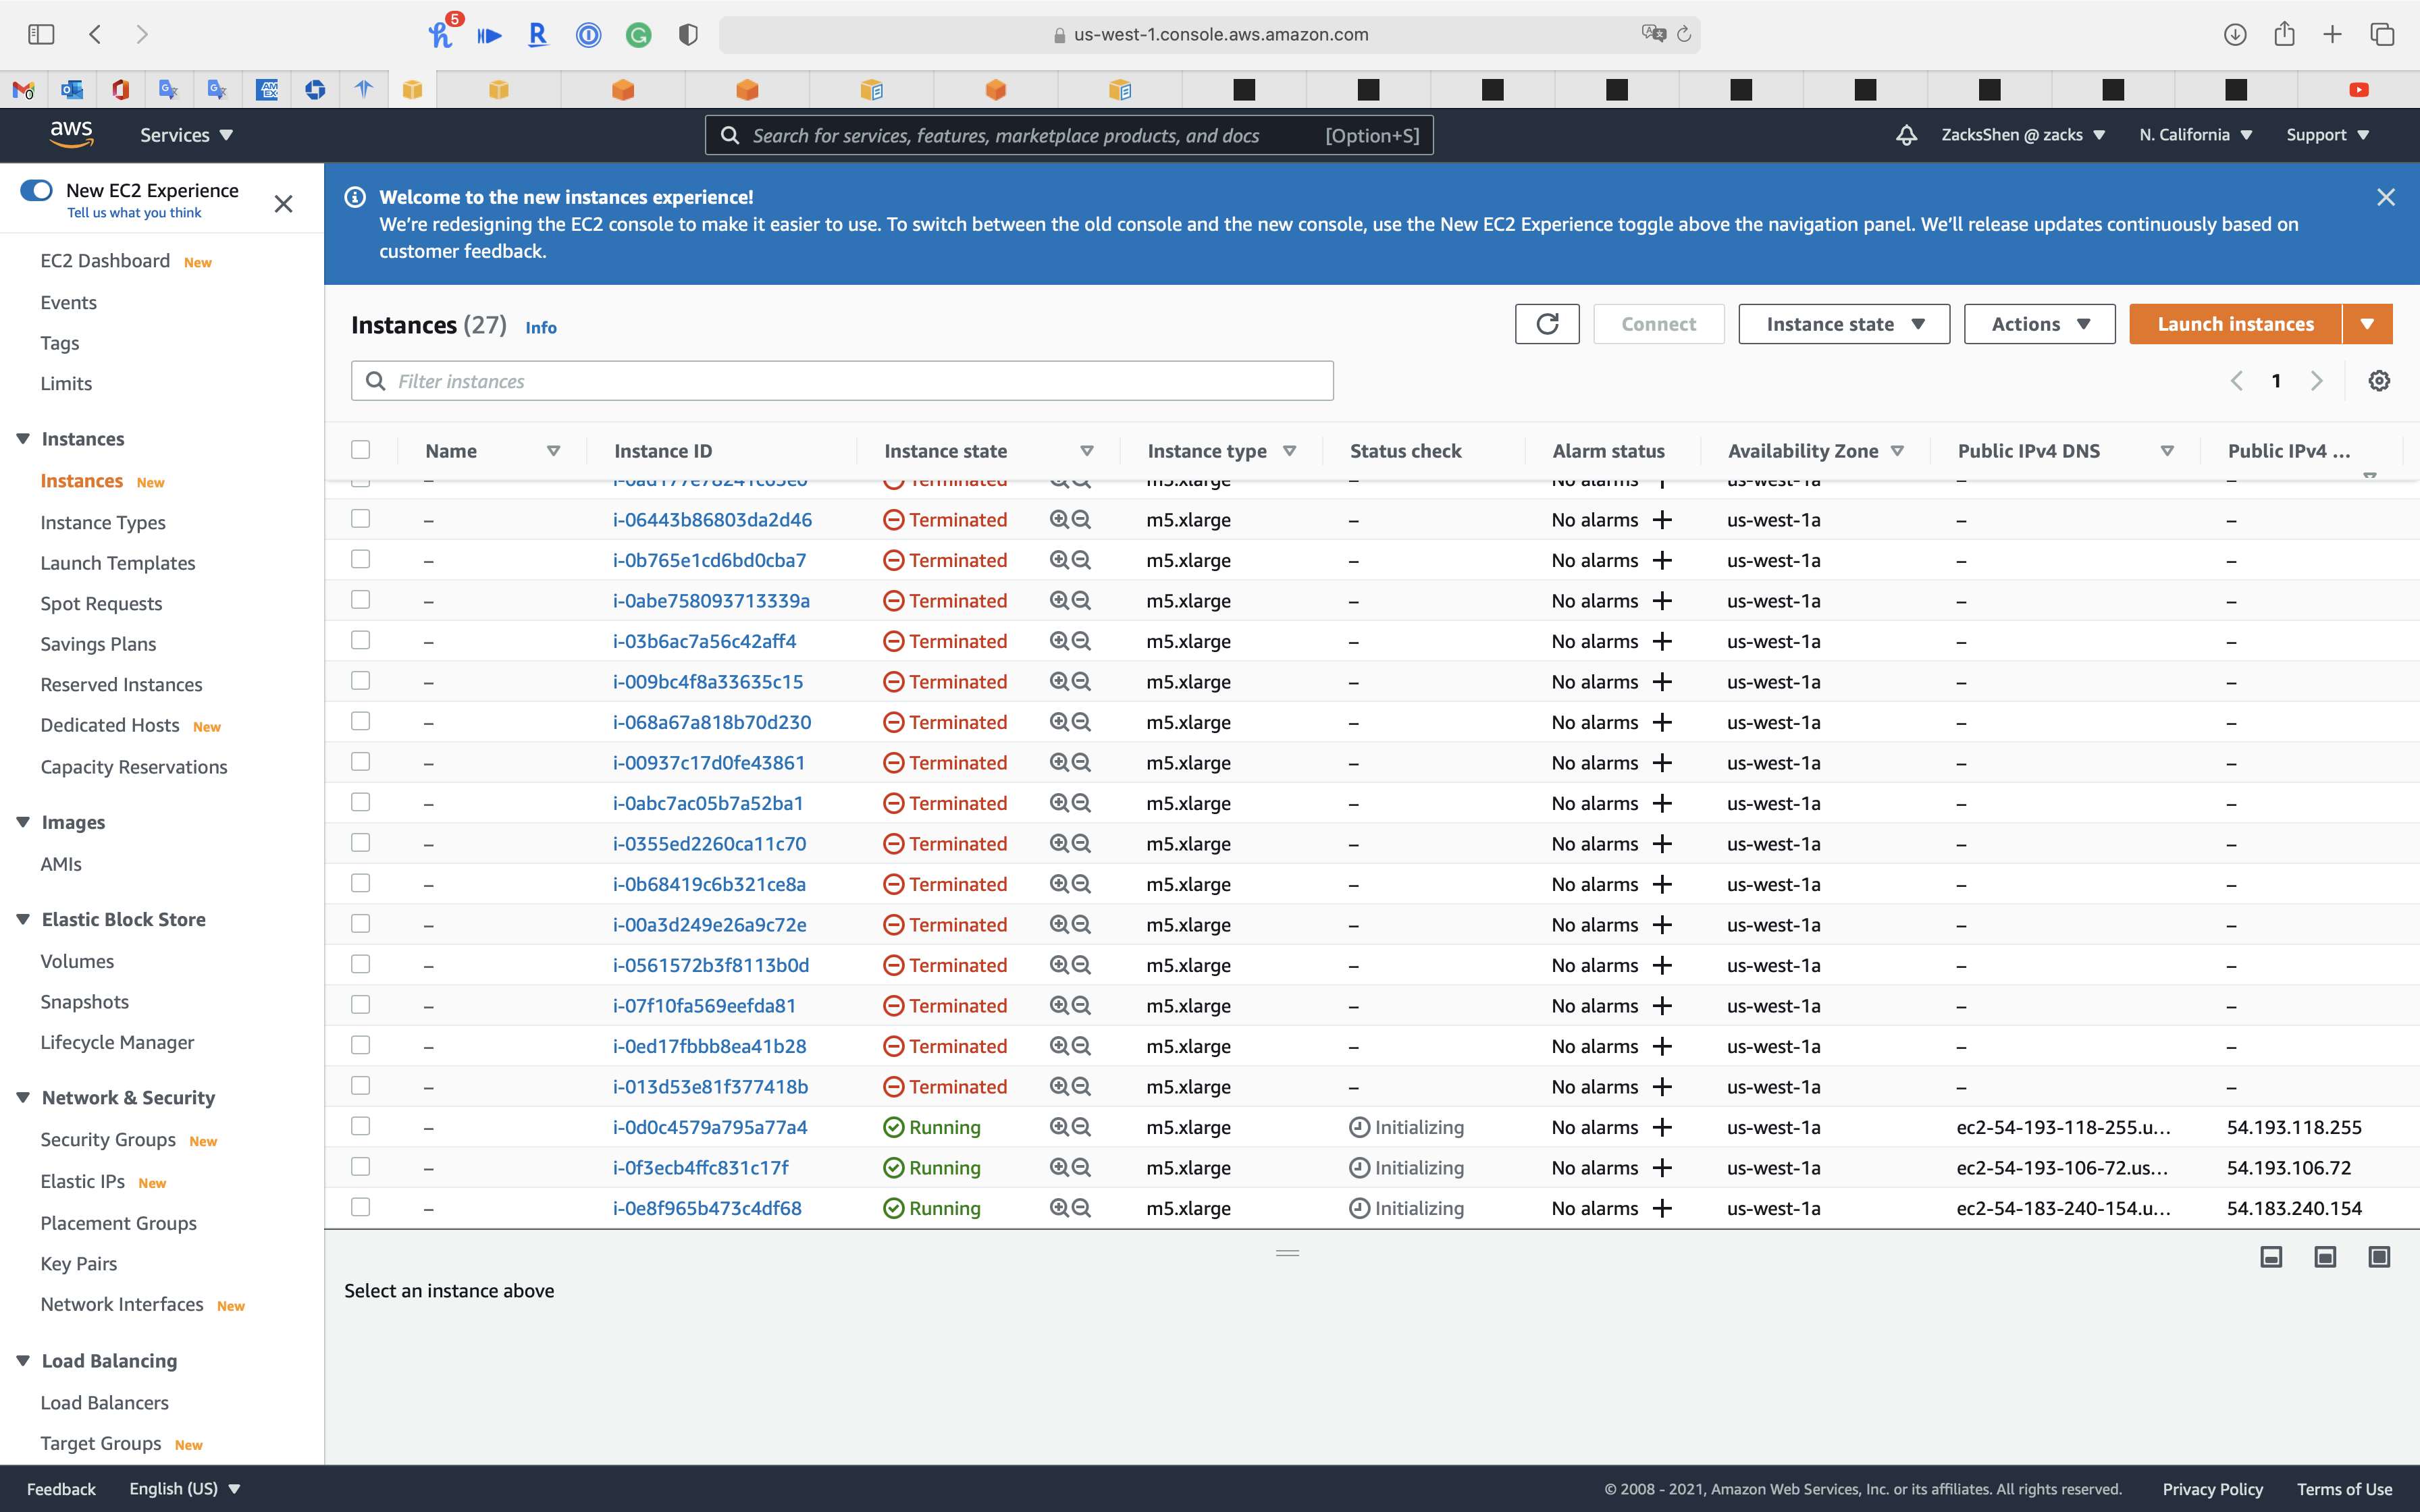 5
us-west-1.console.aws.amazon.com
aws Services Search for services, features, marketplace products, and docs [Option+S] ZacksShen @ zacks N. California Support
New EC2 Experience
Tell us what you think
EC2 Dashboard New
Events
Tags
Limits
Instances
Instances New
Instance Types
Launch Templates
Spot Requests
Savings Plans
Reserved Instances
Dedicated Hosts New
Capacity Reservations
Images
AMIs
Elastic Block Store
Volumes
Snapshots
Lifecycle Manager
Network & Security
Security Groups New
Elastic IPs New
Placement Groups
Key Pairs
Network Interfaces New
Load Balancing
Load Balancers
Target Groups New
Welcome to the new instances experience!
We’re redesigning the EC2 console to make it easier to use. To switch between the old console and the new console, use the New EC2 Experience toggle above the navigation panel. We’ll release updates continuously based on
customer feedback.
Instances (27) Info Connect Instance state Actions Launch instances
Filter instances 1
Name Instance ID Instance state Instance type Status check Alarm status Availability Zone Public IPv4 DNS Public IPv4 ...
– Terminated m5.xlarge – No alarms + us-west-1a – –
– i-06443b86803da2d46 Terminated m5.xlarge – No alarms + us-west-1a – –
– i-0b765e1cd6bd0cba7 Terminated m5.xlarge – No alarms + us-west-1a – –
– i-0abe758093713339a Terminated m5.xlarge – No alarms + us-west-1a – –
– i-03b6ac7a56c42aff4 Terminated m5.xlarge – No alarms + us-west-1a – –
– i-009bc4f8a33635c15 Terminated m5.xlarge – No alarms + us-west-1a – –
– i-068a67a818b70d230 Terminated m5.xlarge – No alarms + us-west-1a – –
– i-00937c17d0fe43861 Terminated m5.xlarge – No alarms + us-west-1a – –
– i-0abc7ac05b7a52ba1 Terminated m5.xlarge – No alarms + us-west-1a – –
– i-0355ed2260ca11c70 Terminated m5.xlarge – No alarms + us-west-1a – –
– i-0b68419c6b321ce8a Terminated m5.xlarge – No alarms + us-west-1a – –
– i-00a3d249e26a9c72e Terminated m5.xlarge – No alarms + us-west-1a – –
– i-0561572b3f8113b0d Terminated m5.xlarge – No alarms + us-west-1a – –
– i-07f10fa569eefda81 Terminated m5.xlarge – No alarms + us-west-1a – –
– i-0ed17fbbb8ea41b28 Terminated m5.xlarge – No alarms + us-west-1a – –
– i-013d53e81f377418b Terminated m5.xlarge – No alarms + us-west-1a – –
– i-0d0c4579a795a77a4 Running m5.xlarge Initializing No alarms + us-west-1a ec2-54-193-118-255.u... 54.193.118.255
– i-0f3ecb4ffc831c17f Running m5.xlarge Initializing No alarms + us-west-1a ec2-54-193-106-72.us... 54.193.106.72
– i-0e8f965b473c4df68 Running m5.xlarge Initializing No alarms + us-west-1a ec2-54-183-240-154.u... 54.183.240.154
Select an instance above
Feedback English (US) © 2008 - 2021, Amazon Web Services, Inc. or its affiliates. All rights reserved. Privacy Policy Terms of Use